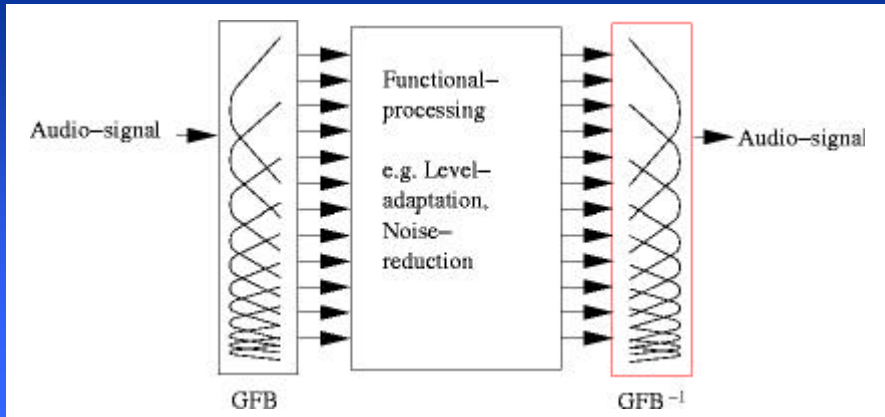 Audio-signal
Functional-
processing
e.g. Level-
adaptation,
Noise-
reduction
Audio-signal
GFB
GFB⁻¹